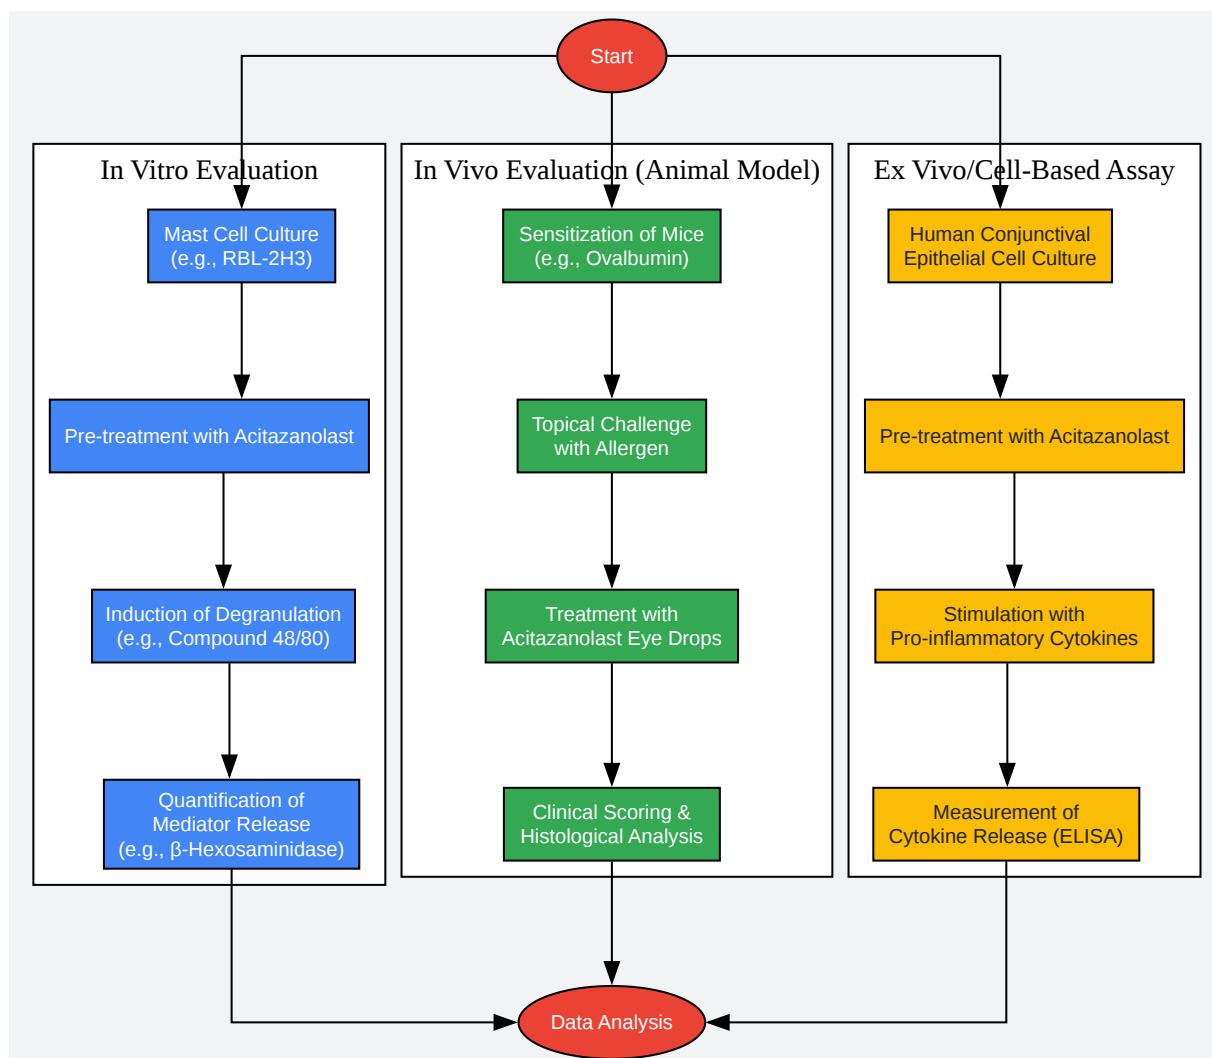 Start
In Vitro Evaluation
Mast Cell Culture
(e.g., RBL-2H3)
Pre-treatment with Acitazanolast
Induction of Degranulation
(e.g., Compound 48/80)
Quantification of
Mediator Release
(e.g., β-Hexosaminidase)
In Vivo Evaluation (Animal Model)
Sensitization of Mice
(e.g., Ovalbumin)
Topical Challenge
with Allergen
Treatment with
Acitazanolast Eye Drops
Clinical Scoring &
Histological Analysis
Ex Vivo/Cell-Based Assay
Human Conjunctival
Epithelial Cell Culture
Pre-treatment with Acitazanolast
Stimulation with
Pro-inflammatory Cytokines
Measurement of
Cytokine Release (ELISA)
Data Analysis